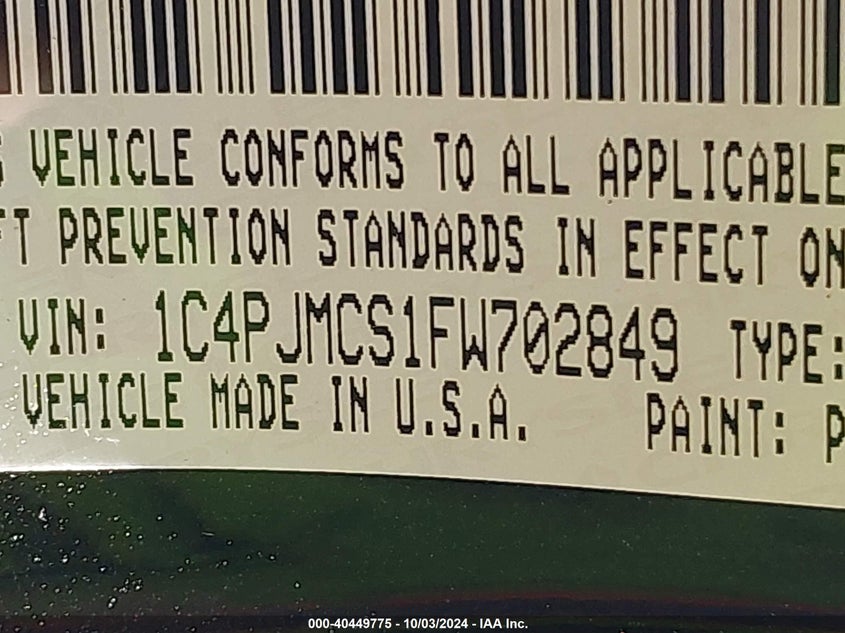 VEHICLE CONFORMS TO ALL APPLICABLE
FT PREVENTION STANDARDS IN EFFECT ON
VIN: 1C4PJMCS1FW702849 TYPE:
VEHICLE MADE IN U.S.A. PAINT: P
000-40449775 - 10/03/2024 - IAA Inc.